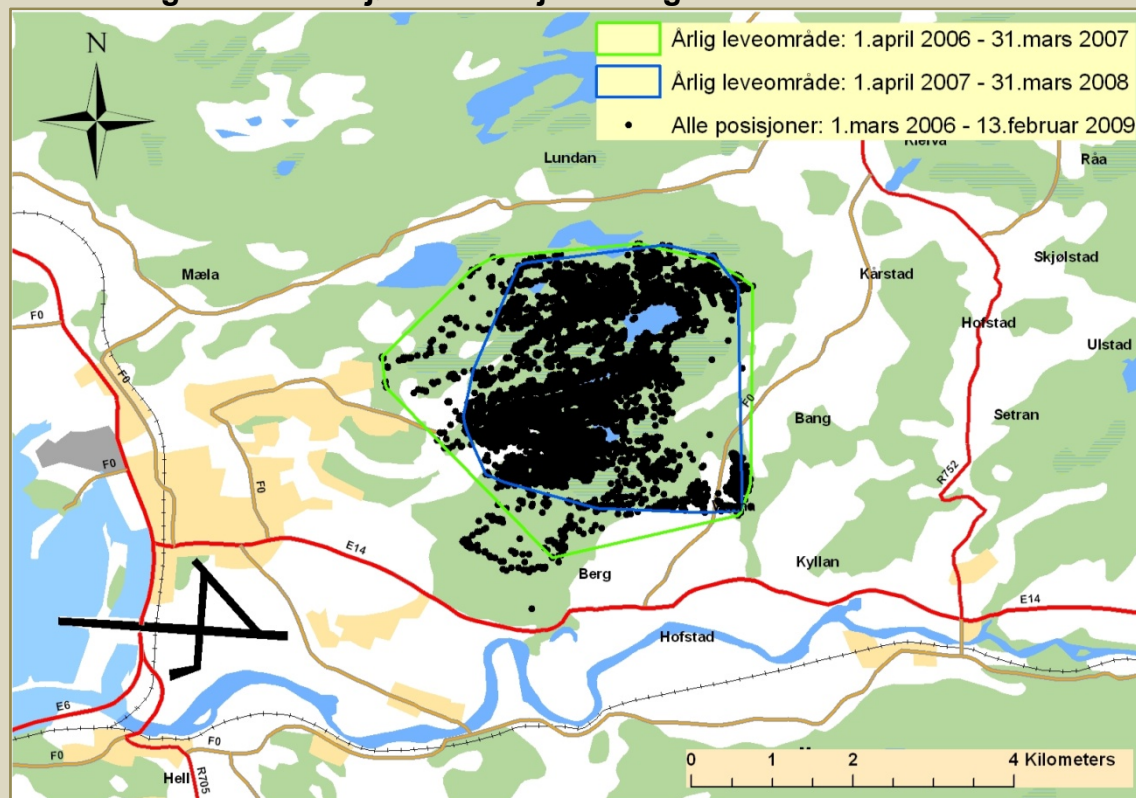 N
Årlig leveområde: 1.april 2006 - 31.mars 2007
Årlig leveområde: 1.april 2007 - 31.mars 2008
Alle posisjoner: 1.mars 2006 - 13.februar 2009
Lundan
Råa
Mæla
Kårstad
Skjølstad
F0
Hofstad
Ulstad
F0
F0
Bang
Setran
F0
F0
R752
E14
Berg
Kyllan
E14
Hofstad
E6
F0
F0
Hell
R705
0 1 2 4 Kilometers